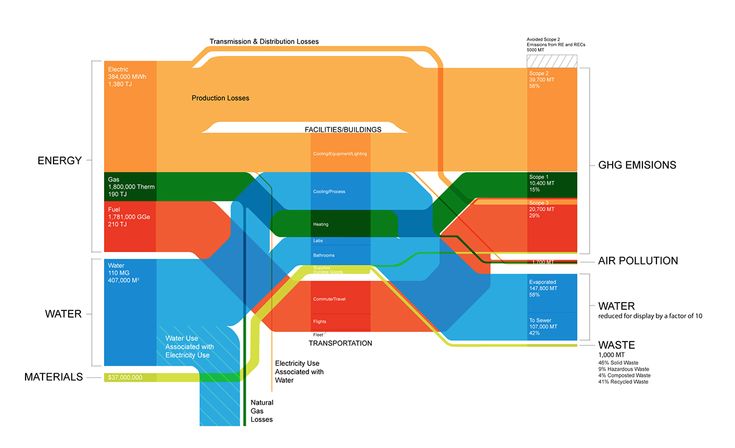 Avoided Scope 2
Emissions from RE and RECs
5000 MT
Transmission & Distribution Losses
Electric
384,000 MWh
1,380 TJ
Scope 2
39,700 MT
56%
Production Losses
FACILITIES/BUILDINGS
ENERGY
GHG EMISIONS
Cooling/Equipment/Lighting
Gas
1,800,000 Therm
190 TJ
Scope 1
10,400 MT
15%
Cooling/Process
Fuel
1,781,000 GGe
210 TJ
Scope 3
20,700 MT
29%
Heating
Labs
Bathrooms
Water
110 MG
407,000 M³
1,700 MT
AIR POLLUTION
Evaporated
147,800 MT
58%
Commute/Travel
WATER
reduced for display by a factor of 10
WATER
Flights
To Sewer
107,000 MT
42%
Fleet
TRANSPORTATION
Water Use
Associated with
Electricity Use
WASTE
1,000 MT
46% Solid Waste
9% Hazardous Waste
4% Composted Waste
41% Recycled Waste
Electricity Use
Associated with
Water
MATERIALS
$37,000,000
Natural
Gas
Losses